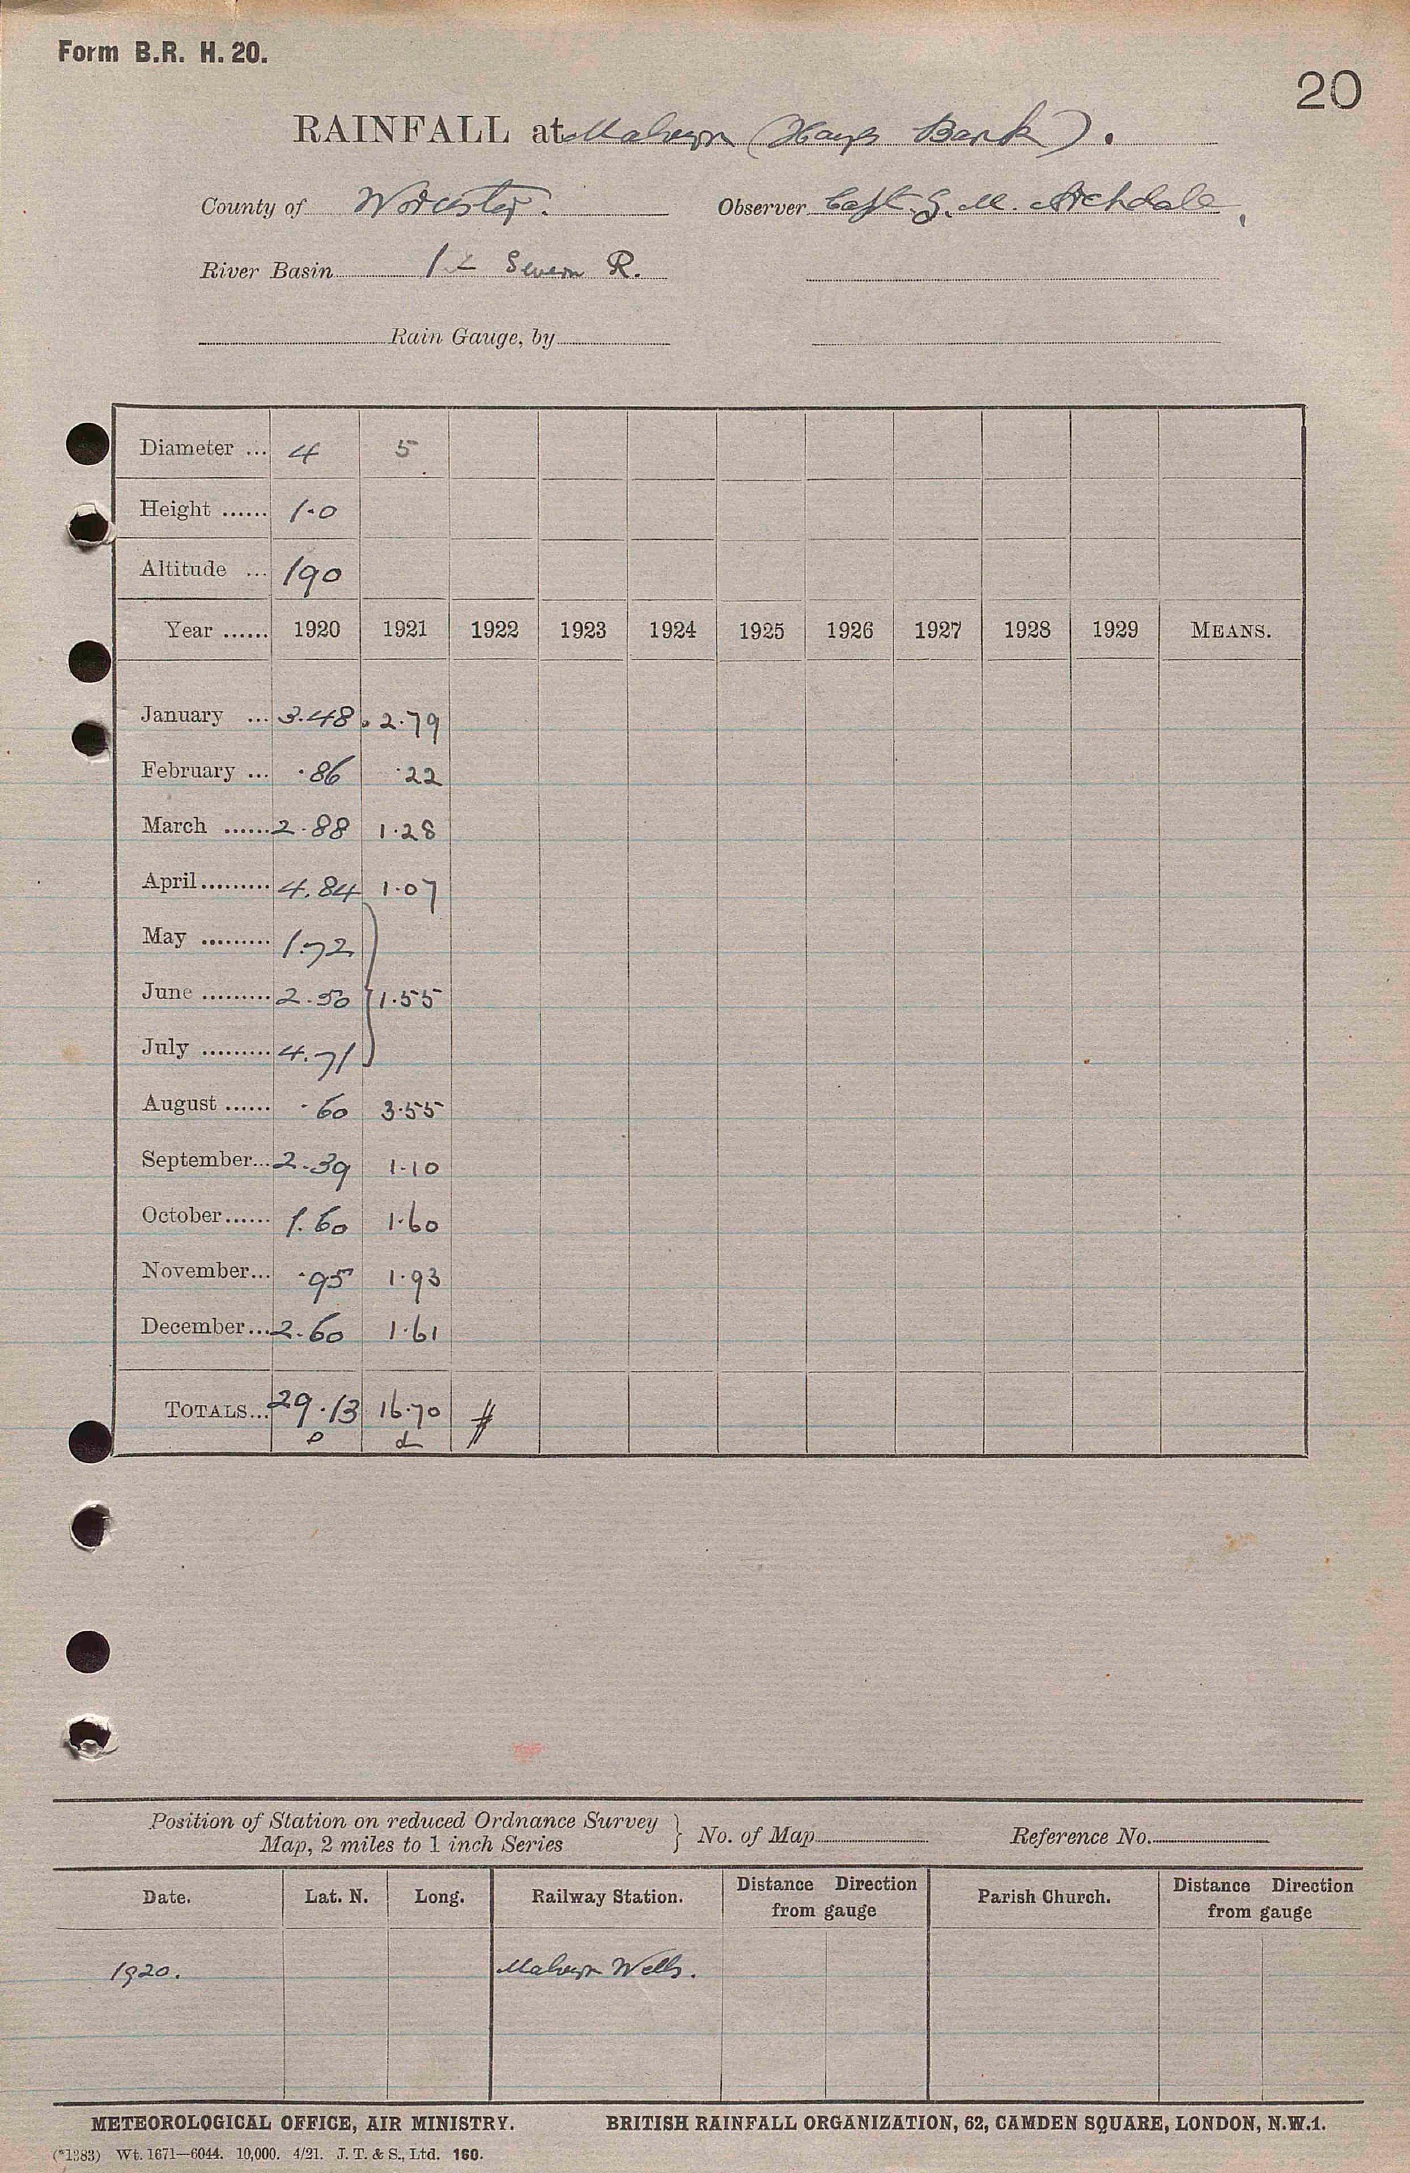 Form B.R. H. 20.
20
RAINFALL at Malvern (Hayes Bank).
County of Worcester. Observer Capt. G. M. Archdale,
River Basin Severn R.
Rain Gauge, by
Diameter ... 4 5
Height ...... 1.0
Altitude ... 190
Year ...... 1920 1921 1922 1923 1924 1925 1926 1927 1928 1929 MEANS.
January ... 3.48 2.79
February ... .86 .22
March ...... 2.88 1.28
April ......... 4.84 1.07
May ......... 1.72
June ......... 2.50 } 1.55
July ......... 4.71
August ...... .60 3.55
September... 2.39 1.10
October...... 1.60 1.60
November... .95 1.93
December... 2.60 1.61
TOTALS... 29.13 16.70 #
Position of Station on reduced Ordnance Survey
Map, 2 miles to 1 inch Series } No. of Map Reference No.
Date. Lat. N. Long. Railway Station. Distance from gauge Direction Parish Church. Distance from gauge Direction
1920. Malvern Wells.
METEOROLOGICAL OFFICE, AIR MINISTRY. BRITISH RAINFALL ORGANIZATION, 62, CAMDEN SQUARE, LONDON, N.W.1.
(*1383) Wt. 1671—6044. 10,000. 4/21. J. T. & S., Ltd. 160.